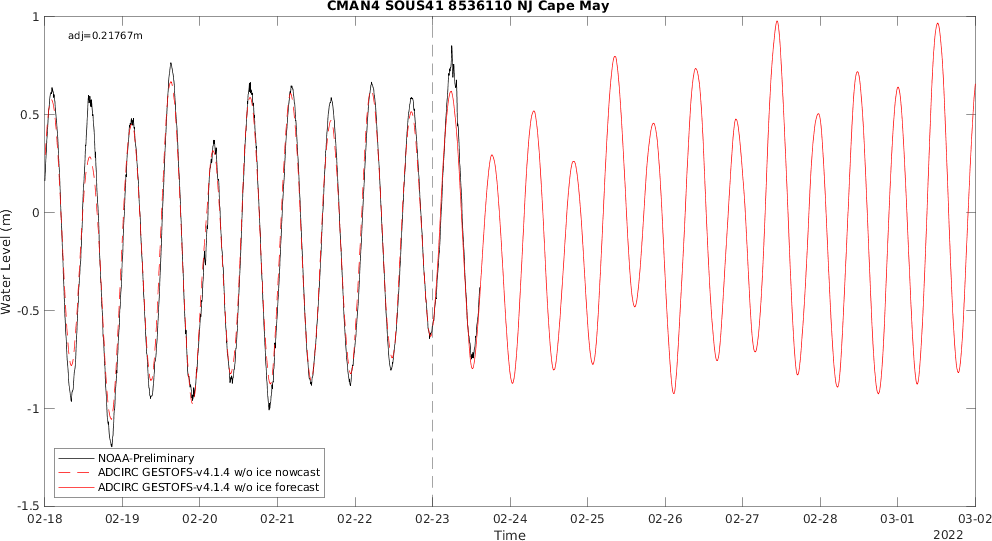 CMAN4 SOUS41 8536110 NJ Cape May
adj=0.21767m
1
0.5
0
-0.5
-1
-1.5
Water Level (m)
NOAA-Preliminary
ADCIRC GESTOFS-v4.1.4 w/o ice nowcast
ADCIRC GESTOFS-v4.1.4 w/o ice forecast
02-18 02-19 02-20 02-21 02-22 02-23 02-24 02-25 02-26 02-27 02-28 03-01 03-02
Time
2022